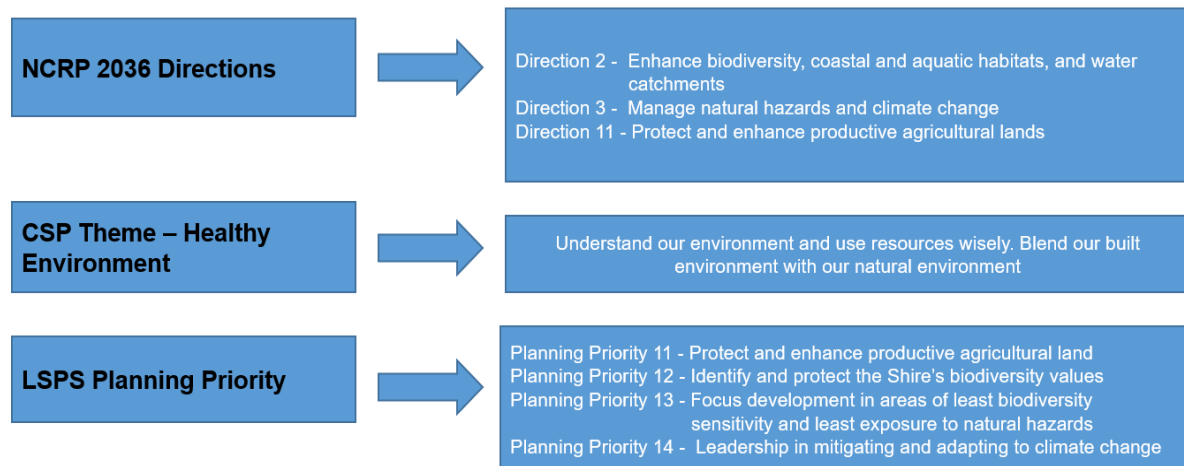 NCRP 2036 Directions
Direction 2 - Enhance biodiversity, coastal and aquatic habitats, and water
catchments
Direction 3 - Manage natural hazards and climate change
Direction 11 - Protect and enhance productive agricultural lands
CSP Theme – Healthy
Environment
Understand our environment and use resources wisely. Blend our built
environment with our natural environment
LSPS Planning Priority
Planning Priority 11 - Protect and enhance productive agricultural land
Planning Priority 12 - Identify and protect the Shire's biodiversity values
Planning Priority 13 - Focus development in areas of least biodiversity
sensitivity and least exposure to natural hazards
Planning Priority 14 - Leadership in mitigating and adapting to climate change